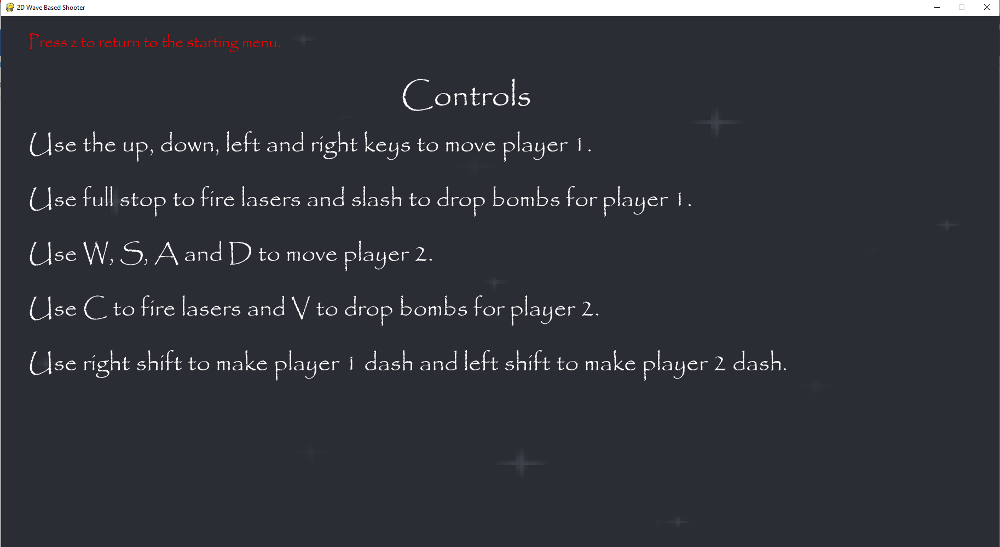 2D Wave Based Shooter
Press z to return to the starting menu.
Controls
Use the up, down, left and right keys to move player 1.
Use full stop to fire lasers and slash to drop bombs for player 1.
Use W, S, A and D to move player 2.
Use C to fire lasers and V to drop bombs for player 2.
Use right shift to make player 1 dash and left shift to make player 2 dash.